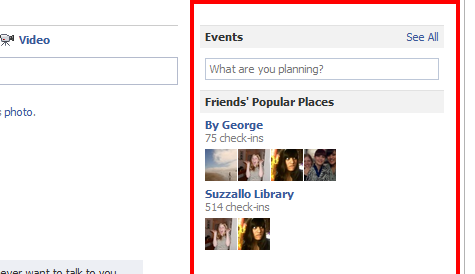 Video
Events See All
What are you planning?
s photo.
Friends' Popular Places
By George
75 check-ins
Suzzallo Library
514 check-ins
ever want to talk to you